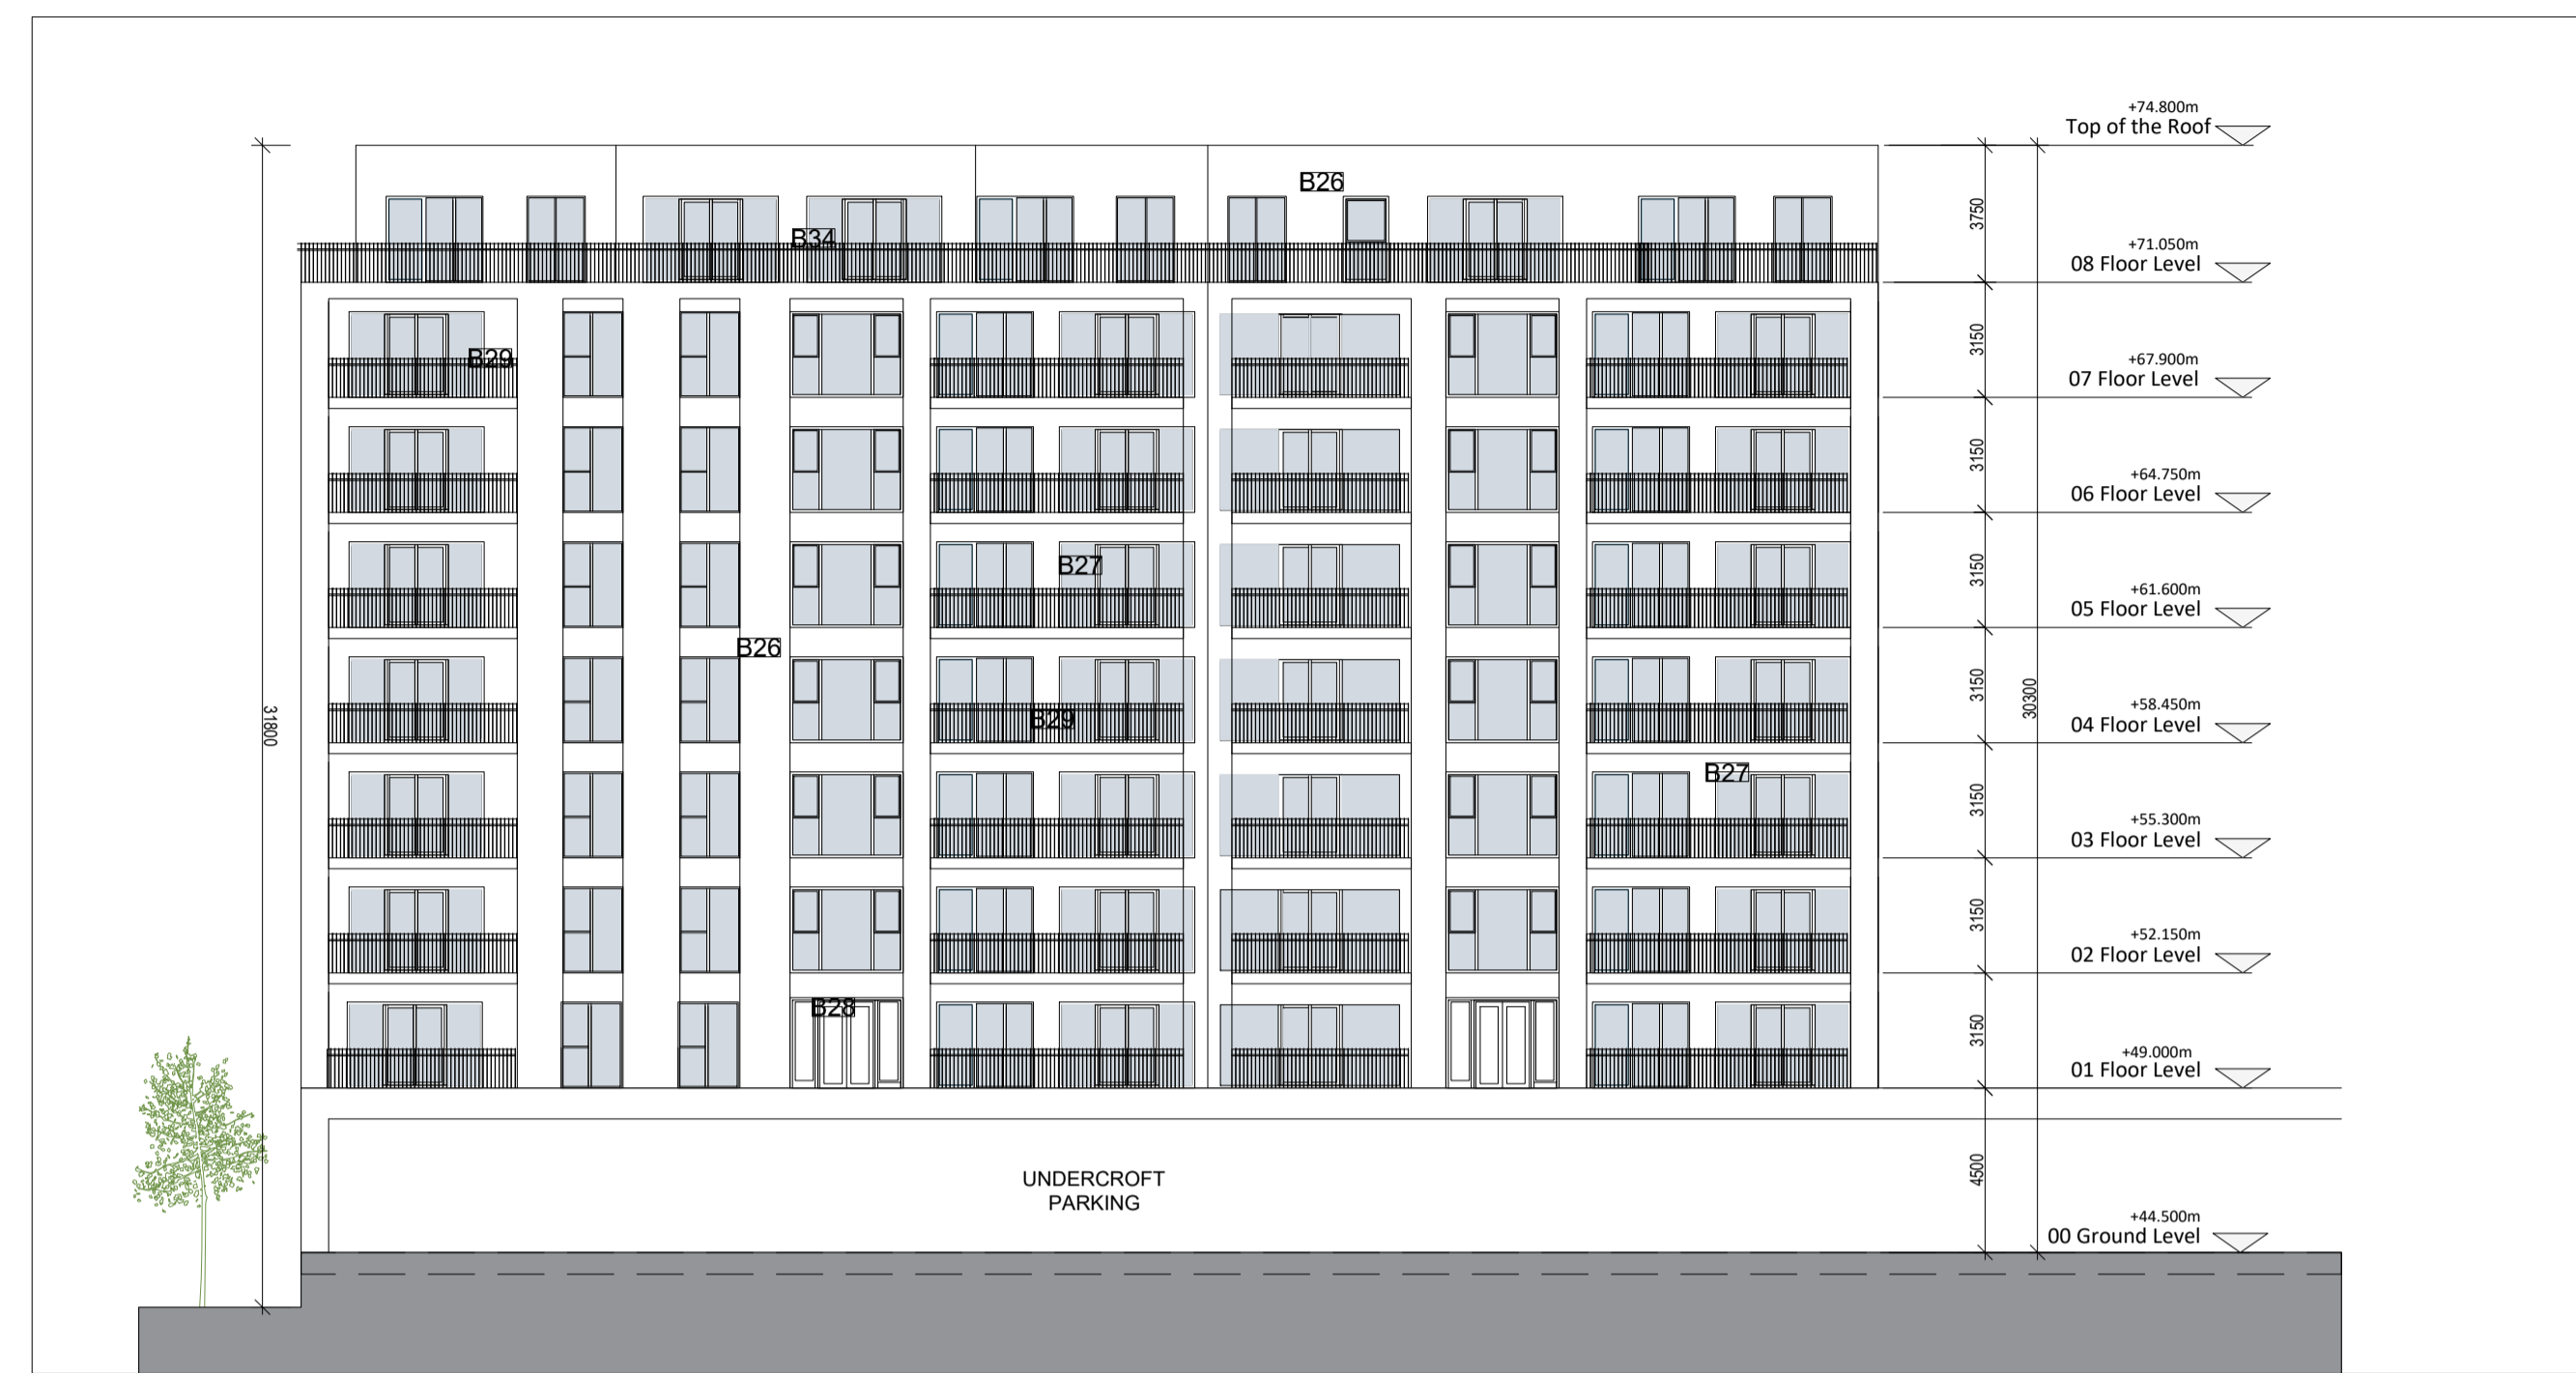 +74.800m
Top of the Roof
B26
3750
B34
+71.050m
08 Floor Level
3150
B29
+67.900m
07 Floor Level
3150
+64.750m
06 Floor Level
3150
B27
+61.600m
05 Floor Level
B26
3150
30300
31800
B29
+58.450m
04 Floor Level
B27
3150
+55.300m
03 Floor Level
3150
+52.150m
02 Floor Level
B28
3150
+49.000m
01 Floor Level
4500
UNDERCROFT
PARKING
+44.500m
00 Ground Level